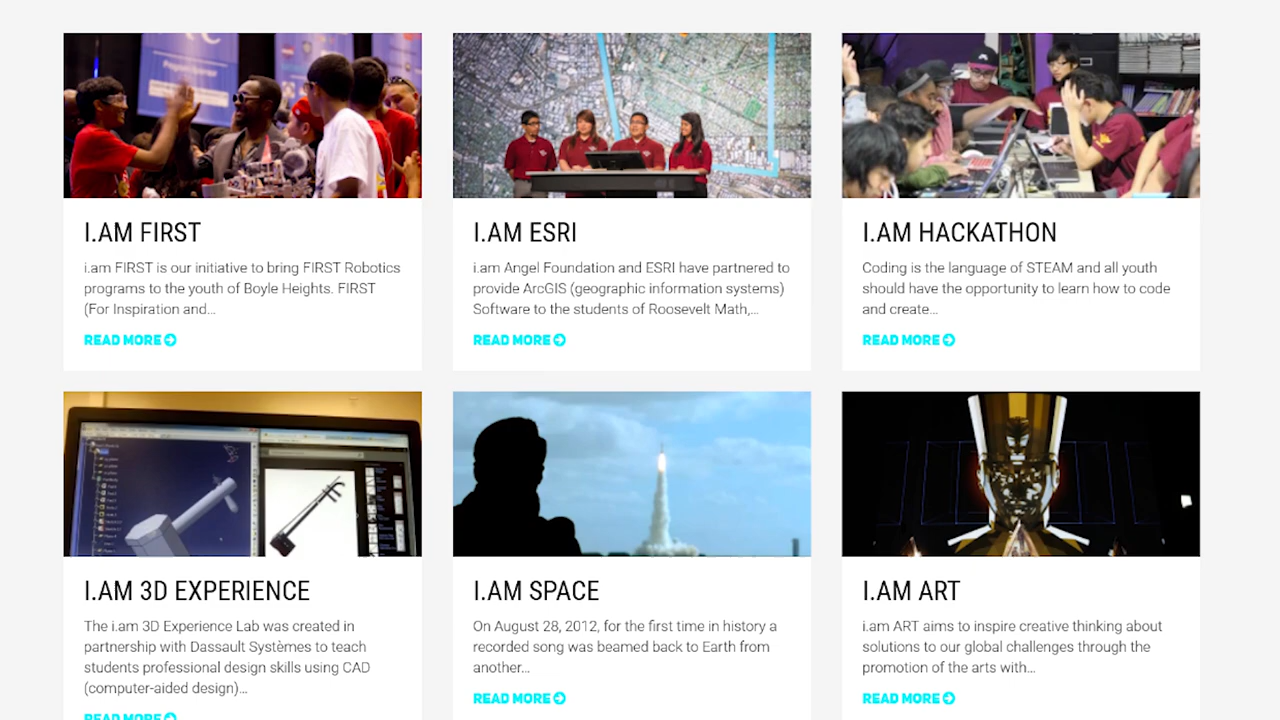 I.AM FIRST
i.am FIRST is our initiative to bring FIRST Robotics
programs to the youth of Boyle Heights. FIRST
(For Inspiration and...
READ MORE
I.AM ESRI
i.am Angel Foundation and ESRI have partnered to
provide ArcGIS (geographic information systems)
Software to the students of Roosevelt Math,...
READ MORE
I.AM HACKATHON
Coding is the language of STEAM and all youth
should have the opportunity to learn how to code
and create...
READ MORE
I.AM 3D EXPERIENCE
The i.am 3D Experience Lab was created in
partnership with Dassault Systèmes to teach
students professional design skills using CAD
(computer-aided design)...
READ MORE
I.AM SPACE
On August 28, 2012, for the first time in history a
recorded song was beamed back to Earth from
another...
READ MORE
I.AM ART
i.am ART aims to inspire creative thinking about
solutions to our global challenges through the
promotion of the arts with...
READ MORE